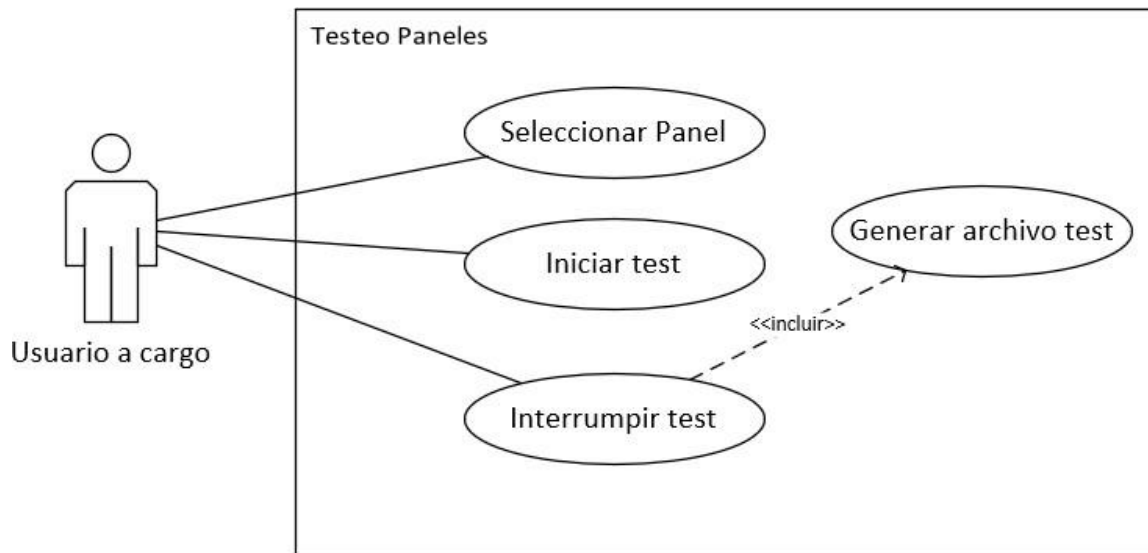 Testeo Paneles
Seleccionar Panel
Generar archivo test
Iniciar test
<<incluir>>
Usuario a cargo
Interrumpir test